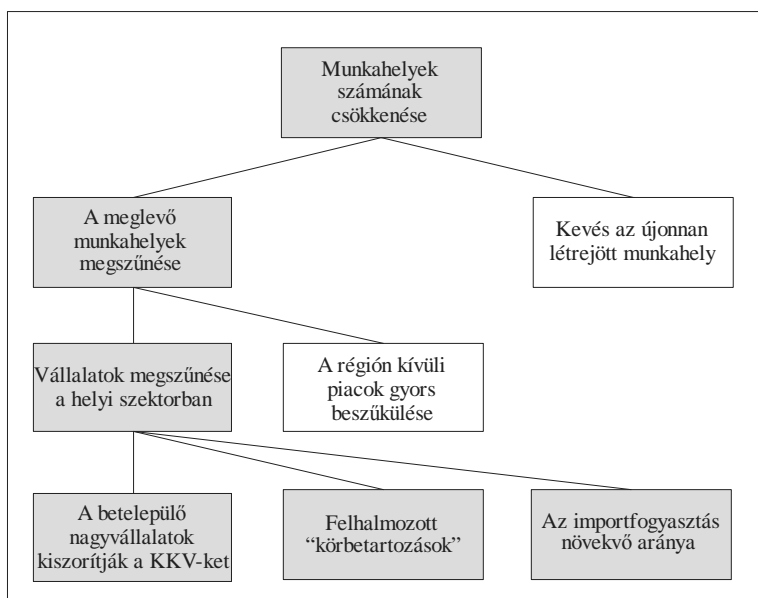 Munkahelyek
számának
csökkenése
A meglevő
munkahelyek
megszűnése
Kevés az újonnan
létrejött munkahely
Vállalatok megszűnése
a helyi szektorban
A régión kívüli
piacok gyors
beszűkülése
A betelepülő
nagyvállalatok
kiszorítják a KKV-ket
Felhalmozott
“körbetartozások”
Az importfogyasztás
növekvő aránya